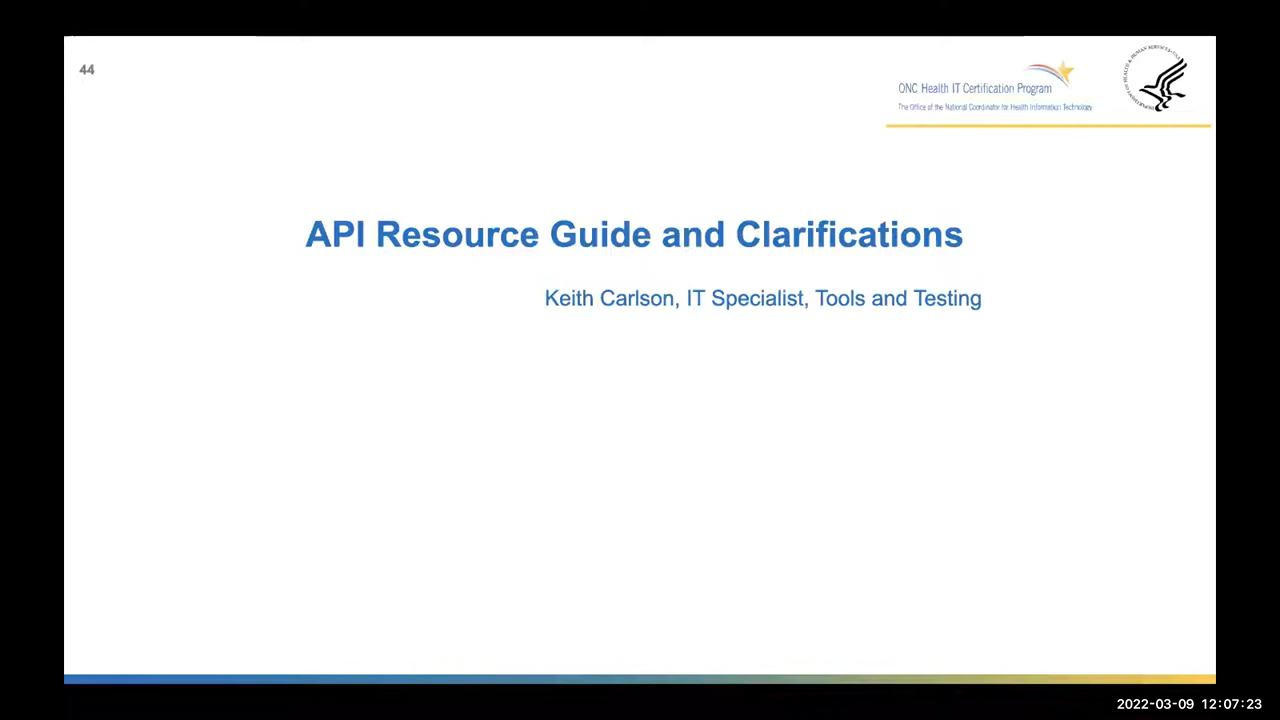 44
ONC Health IT Certification Program
The Office of the National Coordinator for Health Information Technology
API Resource Guide and Clarifications
Keith Carlson, IT Specialist, Tools and Testing
2022-03-09 12:07:23